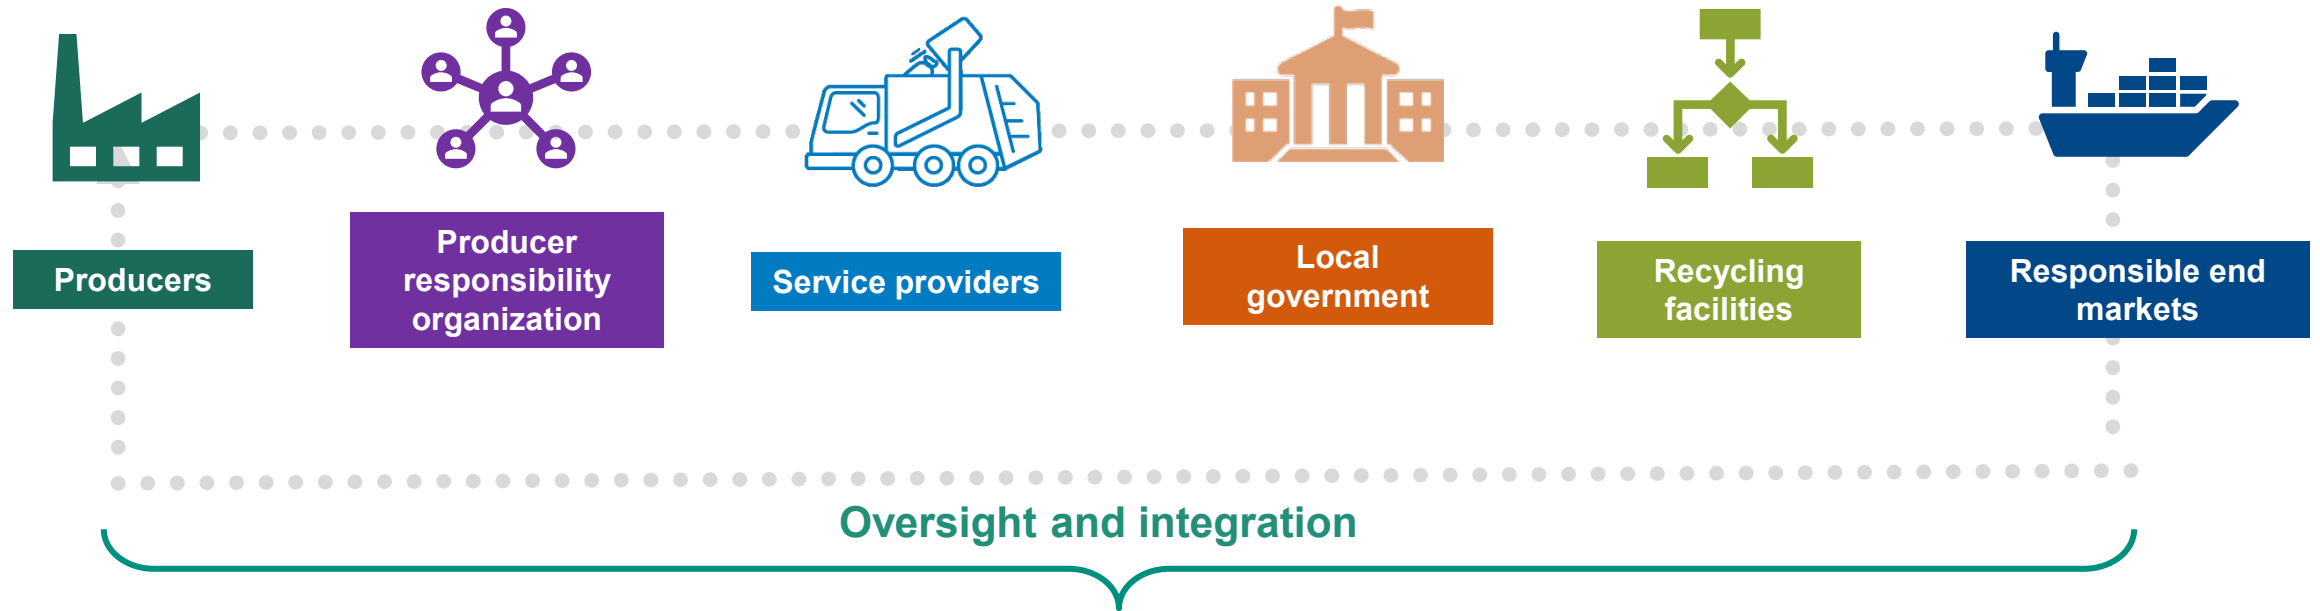 Producers
Producer
responsibility
organization
Service providers
Local
government
Recycling
facilities
Responsible end
markets
Oversight and integration